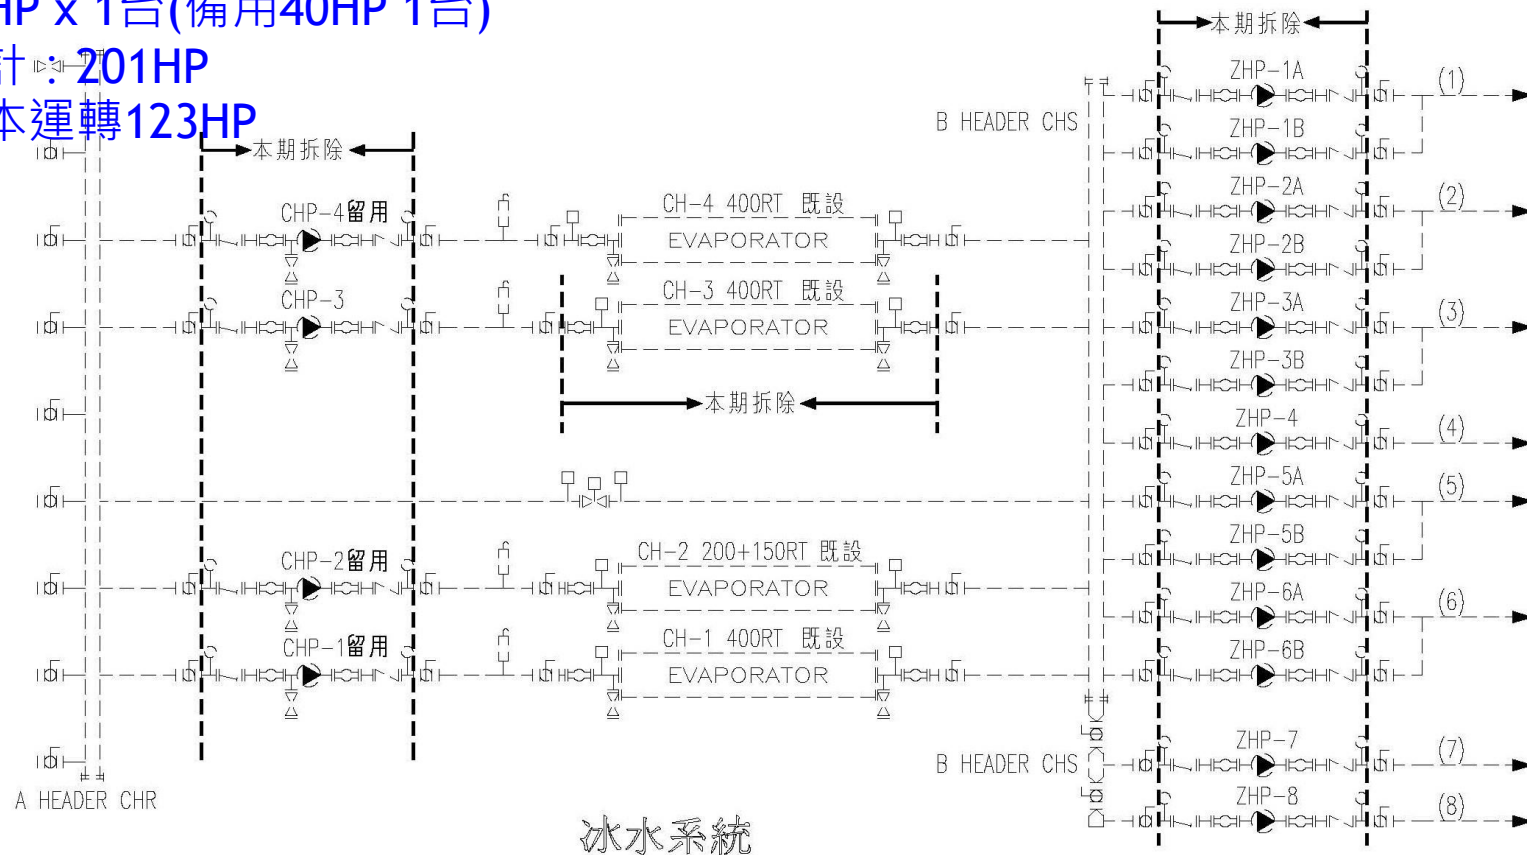 HP x 1台(備用40HP 1台)
計：201HP
本運轉123HP
本期拆除
本期拆除
B HEADER CHS
ZHP-1A
(1)
ZHP-1B
CHP-4留用
CH-4 400RT 既設
EVAPORATOR
ZHP-2A
(2)
ZHP-2B
CHP-3
CH-3 400RT 既設
EVAPORATOR
ZHP-3A
(3)
ZHP-3B
本期拆除
ZHP-4
(4)
ZHP-5A
(5)
ZHP-5B
CHP-2留用
CH-2 200+150RT 既設
EVAPORATOR
ZHP-6A
(6)
CHP-1留用
CH-1 400RT 既設
EVAPORATOR
ZHP-6B
B HEADER CHS
ZHP-7
(7)
A HEADER CHR
ZHP-8
(8)
冰水系統